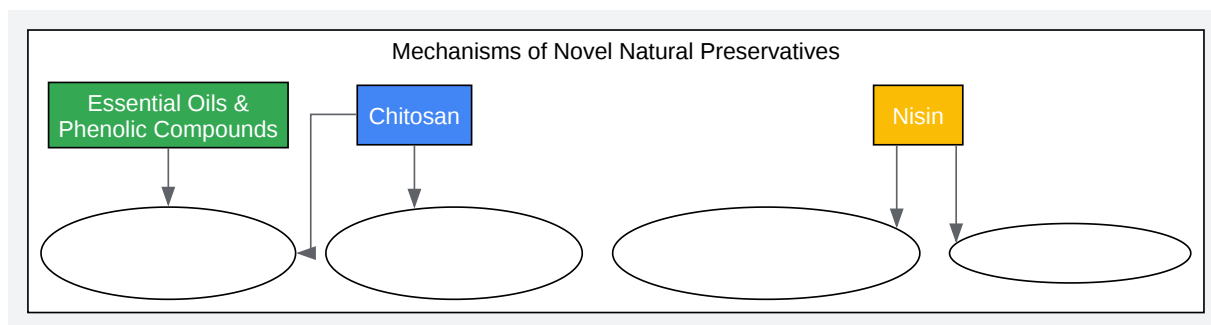 Mechanisms of Novel Natural Preservatives
Essential Oils &
Phenolic Compounds
Chitosan
Nisin